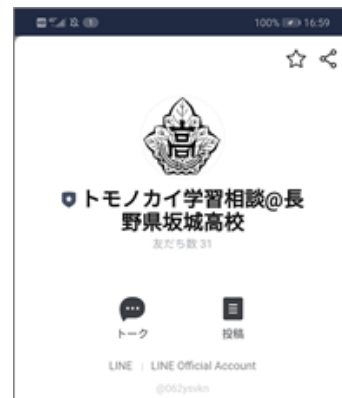 100% 16:59
高
トモノカイ学習相談@長
野県坂城高校
友だち数 31
トーク 投稿
LINE | LINE Official Account
@062ysvkn